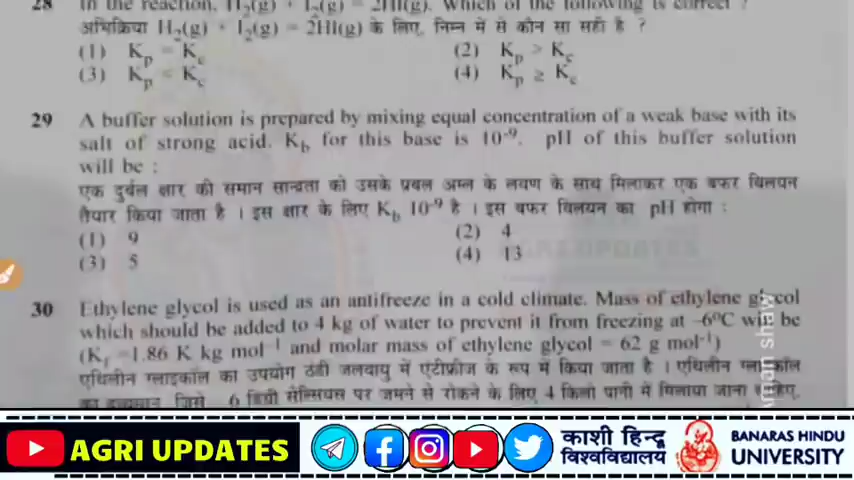 28 In the reaction, H₂(g) + I₂(g) = 2HI(g). Which of the following is correct ?
अभिक्रिया H₂(g) + I₂(g) = 2HI(g) के लिए, निम्न में से कौन सा सही है ?
(1) Kp = Kc (2) Kp > Kc
(3) Kp < Kc (4) Kp ≥ Kc
29 A buffer solution is prepared by mixing equal concentration of a weak base with its
salt of strong acid. Kb for this base is 10⁻⁹. pH of this buffer solution
will be :
एक दुर्बल क्षार की समान सान्द्रता को उसके प्रबल अम्ल के लवण के साथ मिलाकर एक बफर विलयन
तैयार किया जाता है । इस क्षार के लिए Kb 10⁻⁹ है । इस बफर विलयन का pH होगा :
(1) 9 (2) 4
(3) 5 (4) 13
30 Ethylene glycol is used as an antifreeze in a cold climate. Mass of ethylene glycol
which should be added to 4 kg of water to prevent it from freezing at –6⁰C will be
(Kf =1.86 K kg mol⁻¹ and molar mass of ethylene glycol = 62 g mol⁻¹)
एथिलीन ग्लाइकॉल का उपयोग ठंडी जलवायु में एंटीफ्रीज के रूप में किया जाता है । एथिलीन ग्लाइकॉल
6 डिग्री सेल्सियस पर जमने से रोकने के लिए 4 किलो पानी में मिलाया जाना चाहिए,
Aman shaw
AGRI UPDATES
काशी हिन्दू
विश्वविद्यालय
BANARAS HINDU
UNIVERSITY